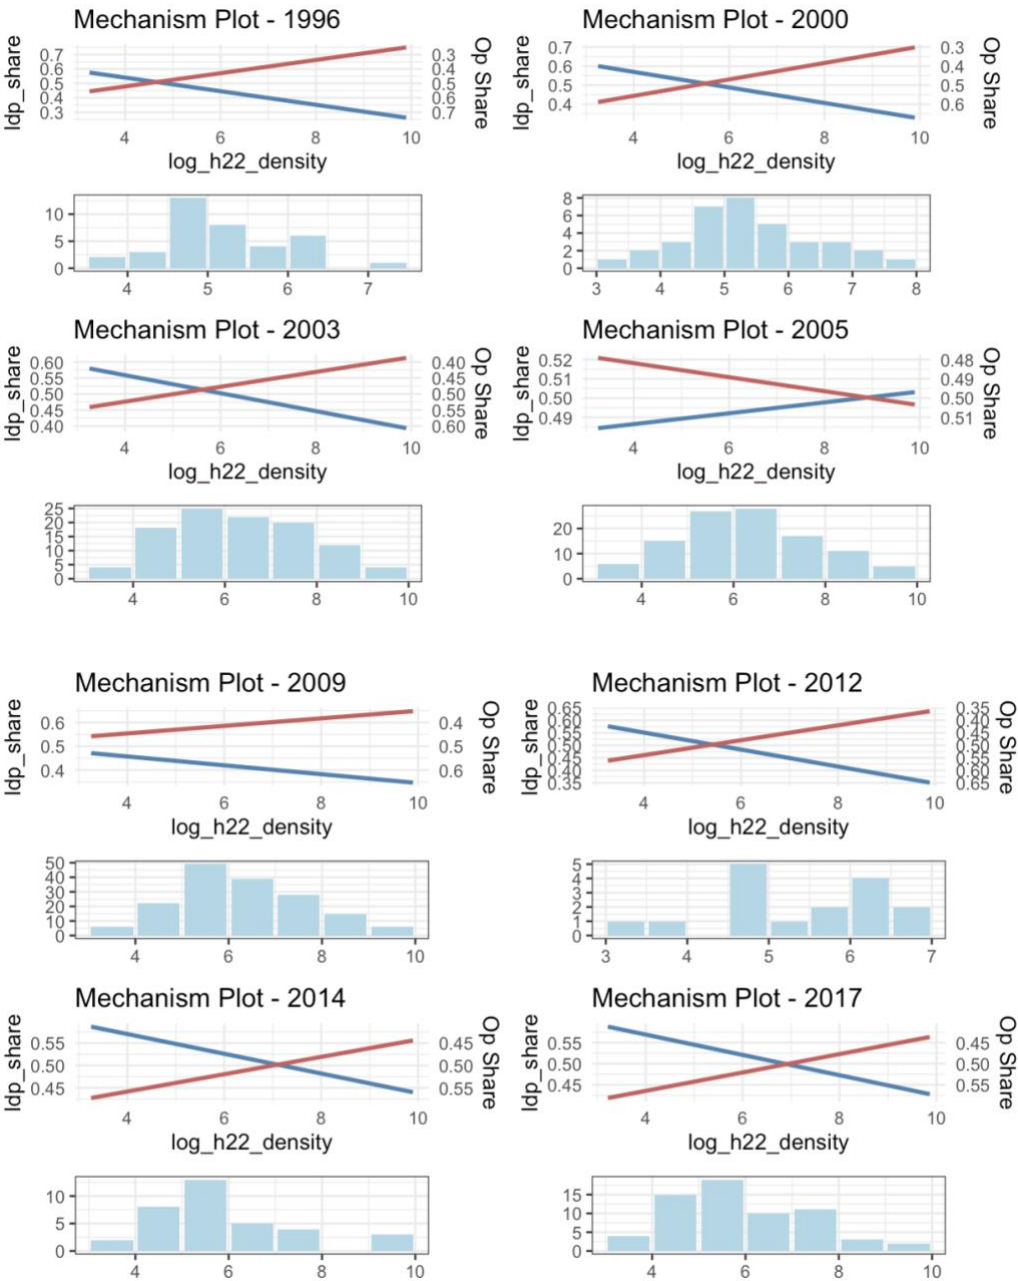 Mechanism Plot - 1996
ldp_share
0.7
0.6
0.5
0.4
0.3
0.3
0.4
0.5
0.6
0.7
Op Share
4 6 8 10
log_h22_density
10
5
0
4 5 6 7
Mechanism Plot - 2000
ldp_share
0.7
0.6
0.5
0.4
0.3
0.4
0.5
0.6
Op Share
4 6 8 10
log_h22_density
8
6
4
2
0
3 4 5 6 7 8
Mechanism Plot - 2003
ldp_share
0.60
0.55
0.50
0.45
0.40
0.40
0.45
0.50
0.55
0.60
Op Share
4 6 8 10
log_h22_density
25
20
15
10
5
0
4 6 8 10
Mechanism Plot - 2005
ldp_share
0.52
0.51
0.50
0.49
0.48
0.49
0.50
0.51
Op Share
4 6 8 10
log_h22_density
20
10
0
4 6 8 10
Mechanism Plot - 2009
ldp_share
0.6
0.5
0.4
0.4
0.5
0.6
Op Share
4 6 8 10
log_h22_density
50
40
30
20
10
0
4 6 8 10
Mechanism Plot - 2012
ldp_share
0.65
0.60
0.55
0.50
0.45
0.40
0.35
0.35
0.40
0.45
0.50
0.55
0.60
0.65
Op Share
4 6 8 10
log_h22_density
5
4
3
2
1
0
3 4 5 6 7
Mechanism Plot - 2014
ldp_share
0.55
0.50
0.45
0.45
0.50
0.55
Op Share
4 6 8 10
log_h22_density
10
5
0
4 6 8 10
Mechanism Plot - 2017
ldp_share
0.55
0.50
0.45
0.45
0.50
0.55
Op Share
4 6 8 10
log_h22_density
15
10
5
0
4 6 8 10